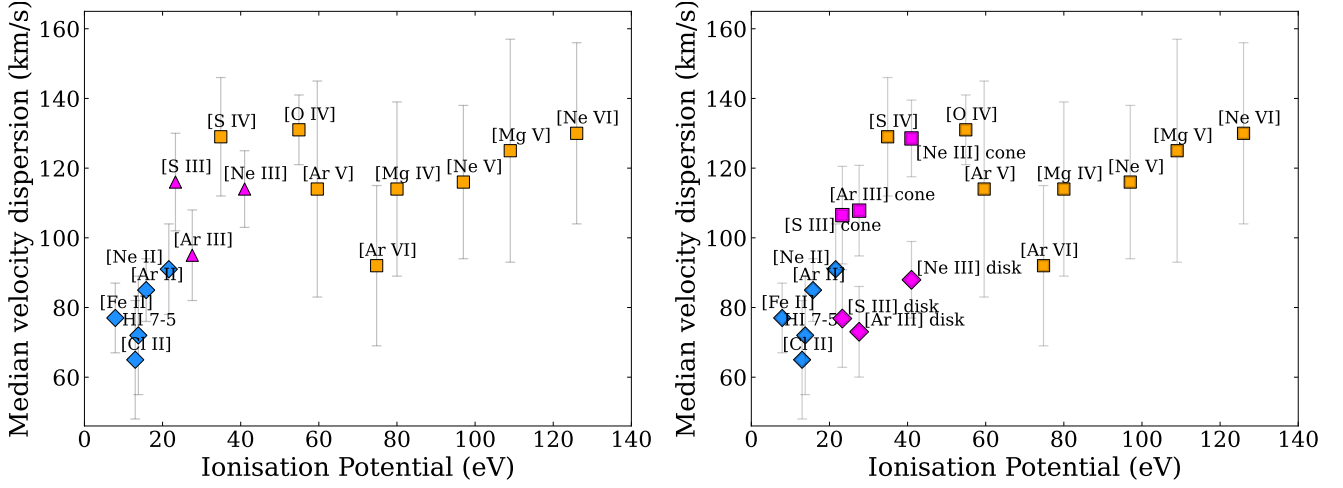 Median velocity dispersion (km/s)
160
140
120
100
80
60
[S IV]
[O IV]
[Ne VI]
[Mg V]
[S III]
[Ne III]
[Ar V]
[Mg IV]
[Ne V]
[Ar III]
[Ar VI]
[Ne II]
[Ar II]
[Fe II]
HI 7-5
[Cl II]
0 20 40 60 80 100 120 140
Ionisation Potential (eV)
Median velocity dispersion (km/s)
160
140
120
100
80
60
[S IV]
[O IV]
[Ne VI]
[Mg V]
[Ne III] cone
[Ar V]
[Mg IV]
[Ne V]
[Ar III] cone
[S III] cone
[Ar VI]
[Ne II]
[Ar II]
[Ne III] disk
[Fe II]
[S III] disk
HI 7-5
[Ar III] disk
[Cl II]
0 20 40 60 80 100 120 140
Ionisation Potential (eV)